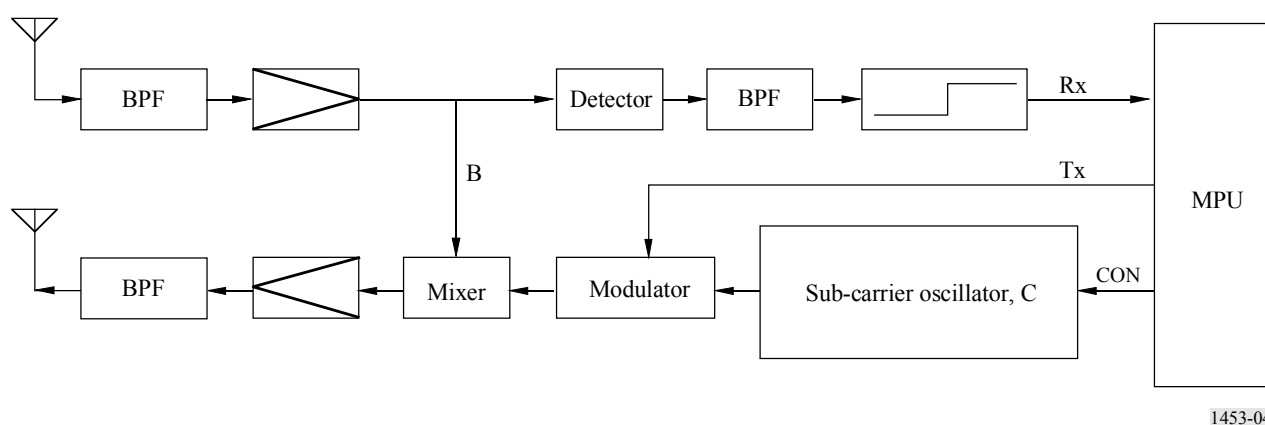 BPF
Detector
BPF
Rx
B
Tx
MPU
BPF
Mixer
Modulator
Sub-carrier oscillator, C
CON